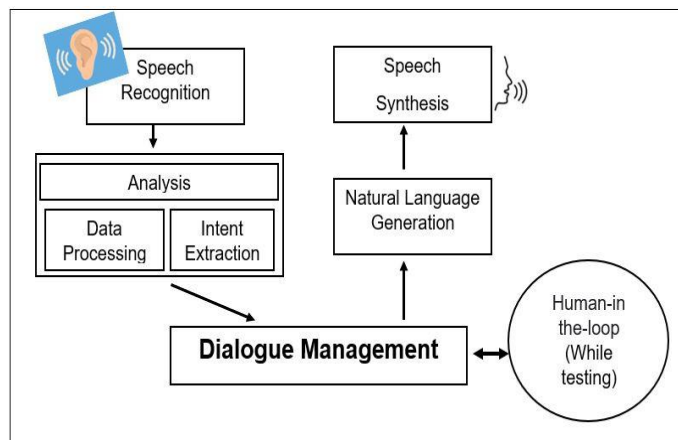 Speech
Recognition
Analysis
Data
Processing
Intent
Extraction
Dialogue Management
Natural Language
Generation
Speech
Synthesis
Human-in
the-loop
(While
testing)